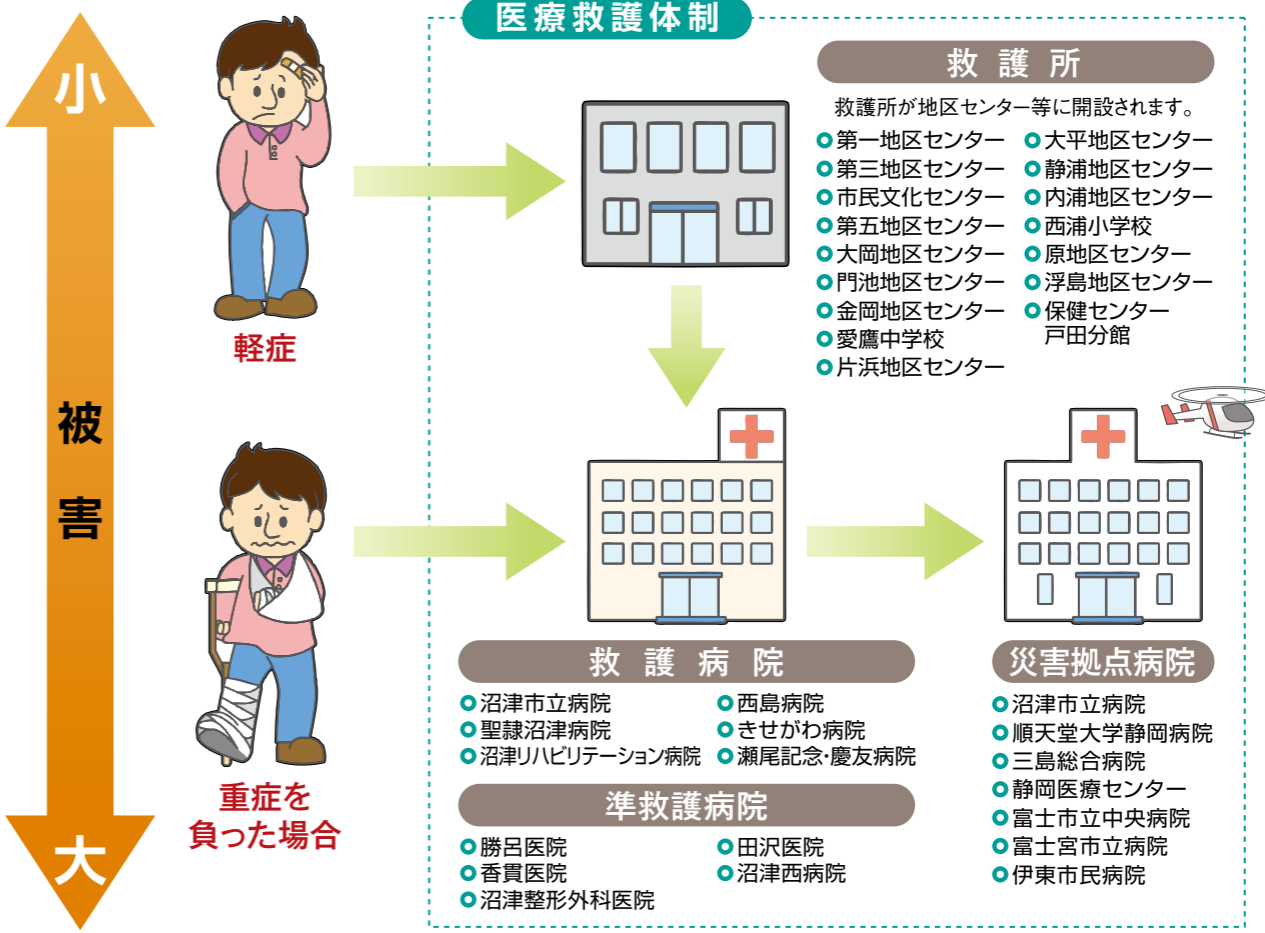 医療救護体制
小
被害
大
軽症
重症を
負った場合
救護所
救護所が地区センター等に開設されます。
第一地区センター
第三地区センター
市民文化センター
第五地区センター
大岡地区センター
門池地区センター
金岡地区センター
愛鷹中学校
片浜地区センター
大平地区センター
静浦地区センター
内浦地区センター
西浦小学校
原地区センター
浮島地区センター
保健センター
戸田分館
救護病院
沼津市立病院
聖隷沼津病院
沼津リハビリテーション病院
西島病院
きせがわ病院
瀬尾記念・慶友病院
準救護病院
勝呂医院
香貫医院
沼津整形外科医院
田沢医院
沼津西病院
災害拠点病院
沼津市立病院
順天堂大学静岡病院
三島総合病院
静岡医療センター
富士市立中央病院
富士宮市立病院
伊東市民病院